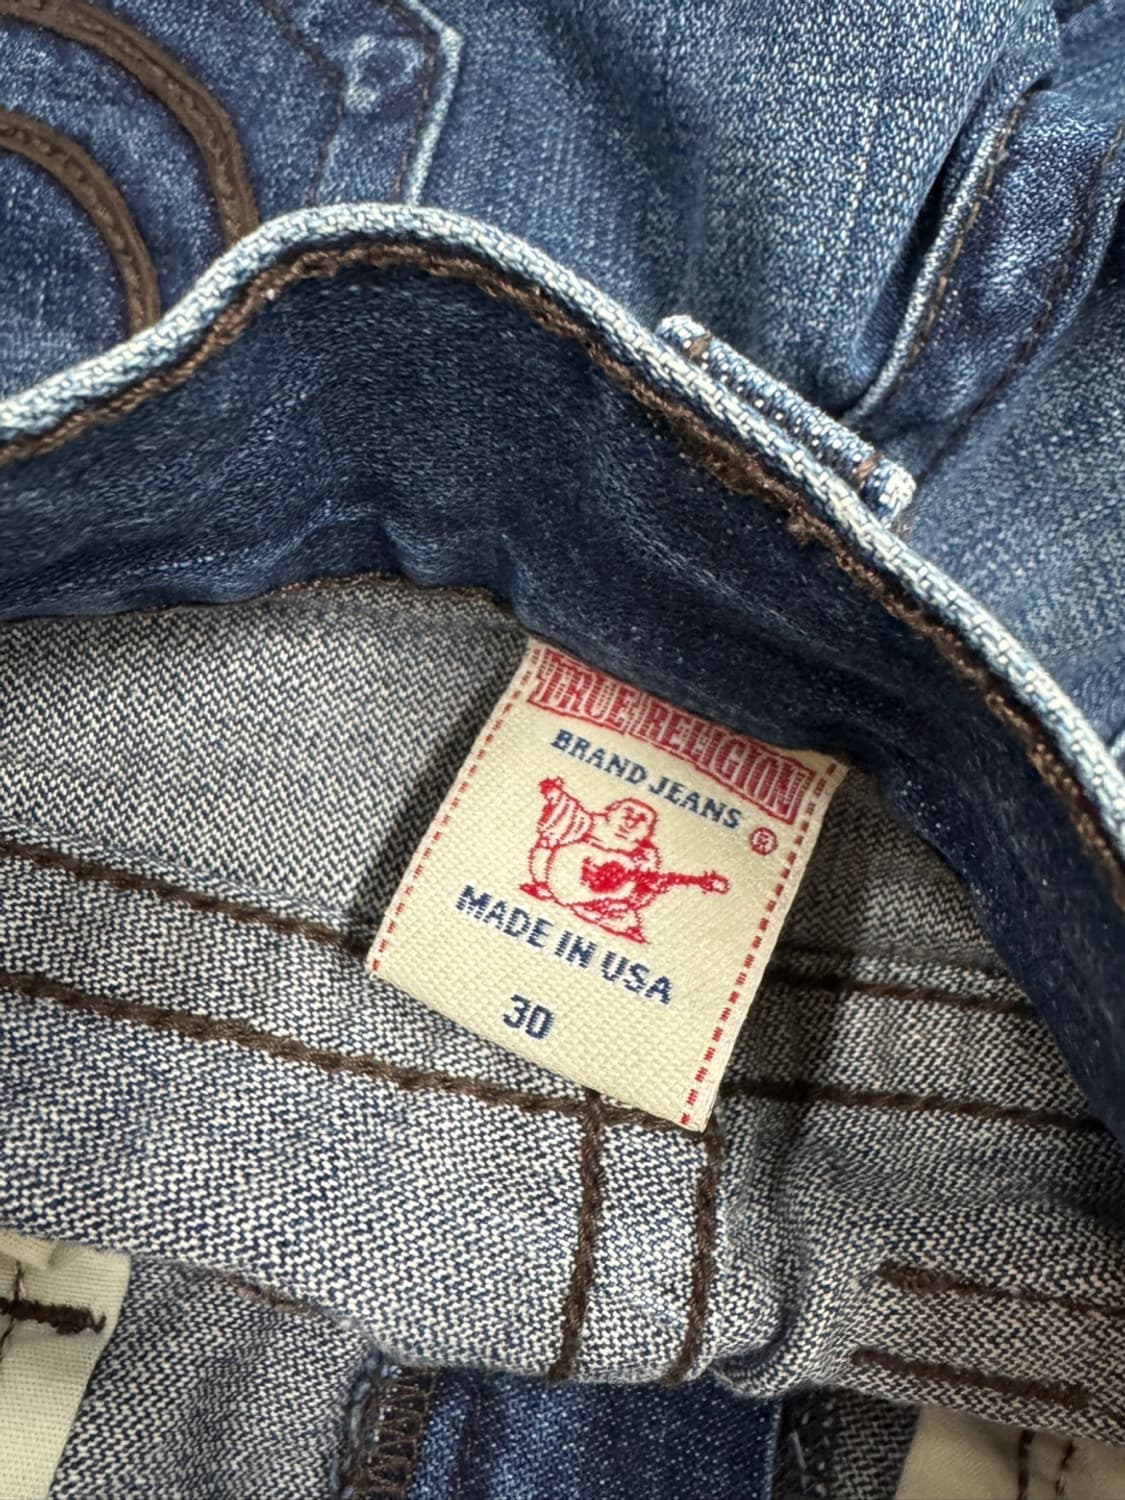 TRUE RELIGION
BRAND JEANS
®
MADE IN USA
30